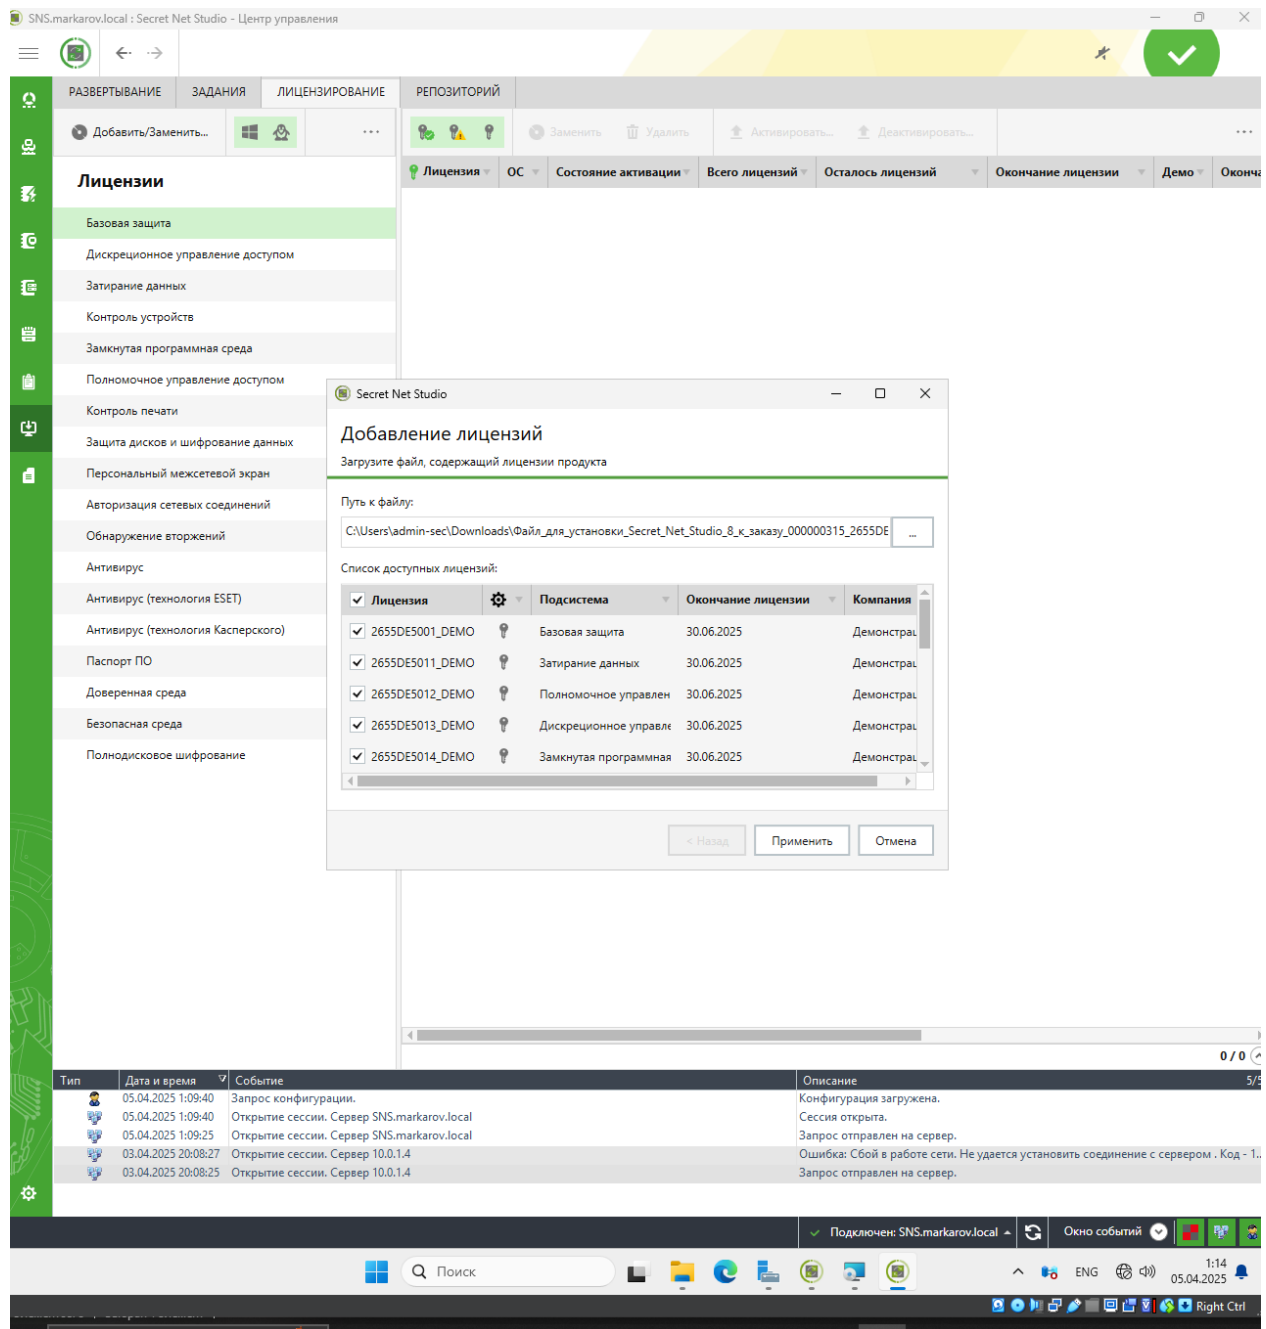 SNS.markarov.local : Secret Net Studio - Центр управления
РАЗВЕРТЫВАНИЕ ЗАДАНИЯ ЛИЦЕНЗИРОВАНИЕ РЕПОЗИТОРИЙ
Добавить/Заменить... ... Заменить Удалить Активировать... Деактивировать... ...
Лицензии
Лицензия ОС Состояние активации Всего лицензий Осталось лицензий Окончание лицензии Демо Оконча
Базовая защита
Дискреционное управление доступом
Затирание данных
Контроль устройств
Замкнутая программная среда
Полномочное управление доступом
Контроль печати
Защита дисков и шифрование данных
Персональный межсетевой экран
Авторизация сетевых соединений
Обнаружение вторжений
Антивирус
Антивирус (технология ESET)
Антивирус (технология Касперского)
Паспорт ПО
Доверенная среда
Безопасная среда
Полнодисковое шифрование
Secret Net Studio
Добавление лицензий
Загрузите файл, содержащий лицензии продукта
Путь к файлу:
C:\Users\admin-sec\Downloads\Файл_для_установки_Secret_Net_Studio_8_к_заказу_000000315_2655DE ...
Список доступных лицензий:
Лицензия Подсистема Окончание лицензии Компания
2655DE5001_DEMO Базовая защита 30.06.2025 Демонстрац
2655DE5011_DEMO Затирание данных 30.06.2025 Демонстрац
2655DE5012_DEMO Полномочное управлен 30.06.2025 Демонстрац
2655DE5013_DEMO Дискреционное управле 30.06.2025 Демонстрац
2655DE5014_DEMO Замкнутая программная 30.06.2025 Демонстрац
< Назад Применить Отмена
0 / 0
Тип Дата и время Событие Описание 5/5
05.04.2025 1:09:40 Запрос конфигурации. Конфигурация загружена.
05.04.2025 1:09:40 Открытие сессии. Сервер SNS.markarov.local Сессия открыта.
05.04.2025 1:09:25 Открытие сессии. Сервер SNS.markarov.local Запрос отправлен на сервер.
03.04.2025 20:08:27 Открытие сессии. Сервер 10.0.1.4 Ошибка: Сбой в работе сети. Не удается установить соединение с сервером . Код - 1...
03.04.2025 20:08:25 Открытие сессии. Сервер 10.0.1.4 Запрос отправлен на сервер.
Подключен: SNS.markarov.local Окно событий
Поиск ENG 1:14
05.04.2025
Right Ctrl